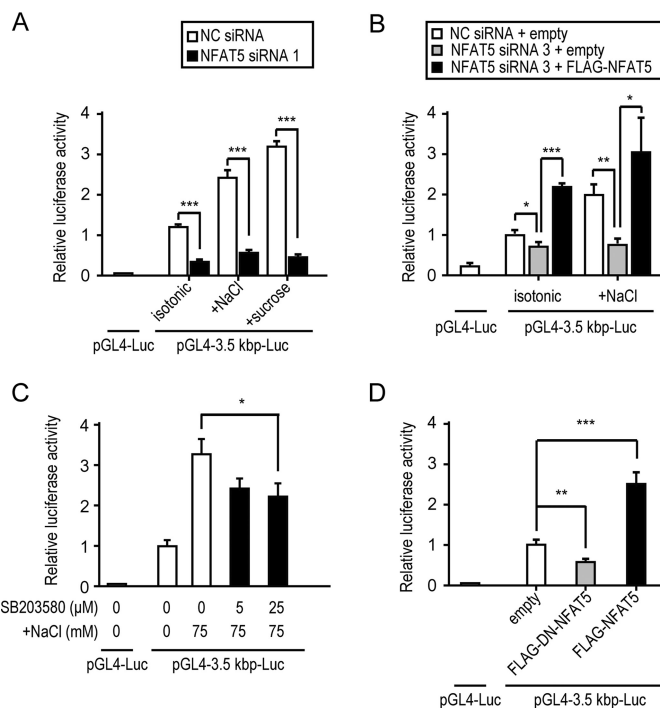 A
NC siRNA
NFAT5 siRNA 1
Relative luciferase activity
4
3
2
1
0
***
***
***
isotonic
+NaCl
+sucrose
pGL4-Luc
pGL4-3.5 kbp-Luc
B
NC siRNA + empty
NFAT5 siRNA 3 + empty
NFAT5 siRNA 3 + FLAG-NFAT5
Relative luciferase activity
4
3
2
1
0
*
***
**
*
isotonic
+NaCl
pGL4-Luc
pGL4-3.5 kbp-Luc
C
Relative luciferase activity
4
3
2
1
0
*
SB203580 (µM) 0 0 0 5 25
+NaCl (mM) 0 0 75 75 75
pGL4-Luc
pGL4-3.5 kbp-Luc
D
Relative luciferase activity
4
3
2
1
0
***
**
empty
FLAG-DN-NFAT5
FLAG-NFAT5
pGL4-Luc
pGL4-3.5 kbp-Luc